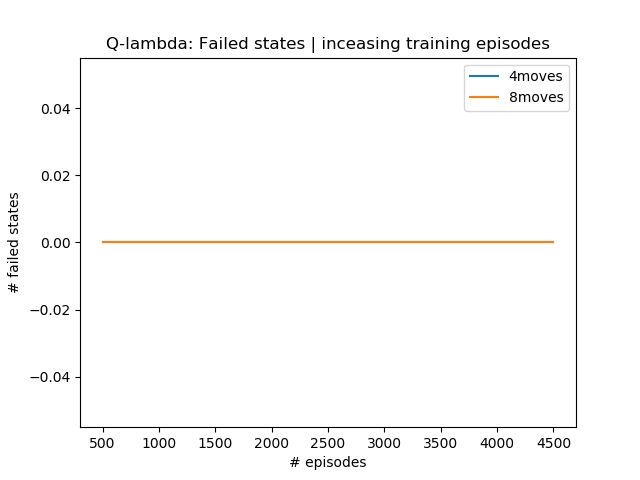 Q-lambda: Failed states | inceasing training episodes
4moves
8moves
0.04
0.02
0.00
−0.02
−0.04
# failed states
500 1000 1500 2000 2500 3000 3500 4000 4500
# episodes